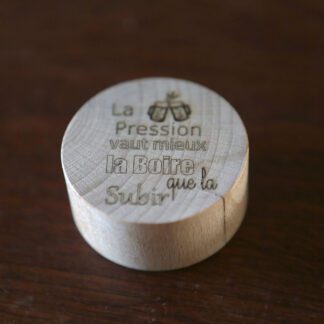 La
Pression
vaut mieux
la Boire
que la
Subir